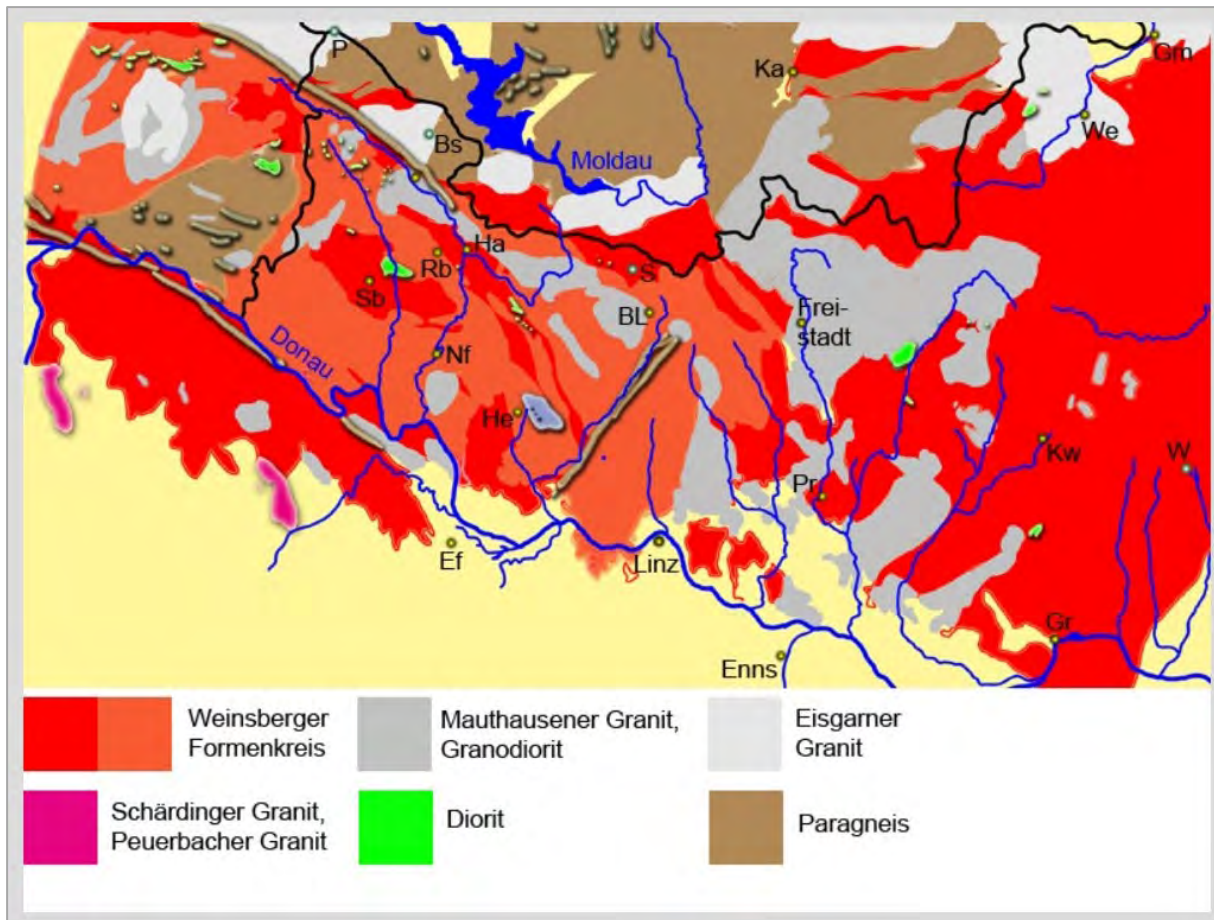 P
Gm
Ka
We
Bs
Moldau
Ha
Rb
S
Sb
BL
Frei-
stadt
Donau
Nf
He
Kw
W
Pr
Ef
Linz
Gr
Enns
Weinsberger
Formenkreis
Mauthausener Granit,
Granodiorit
Eisgarner
Granit
Schärdinger Granit,
Peuerbacher Granit
Diorit
Paragneis